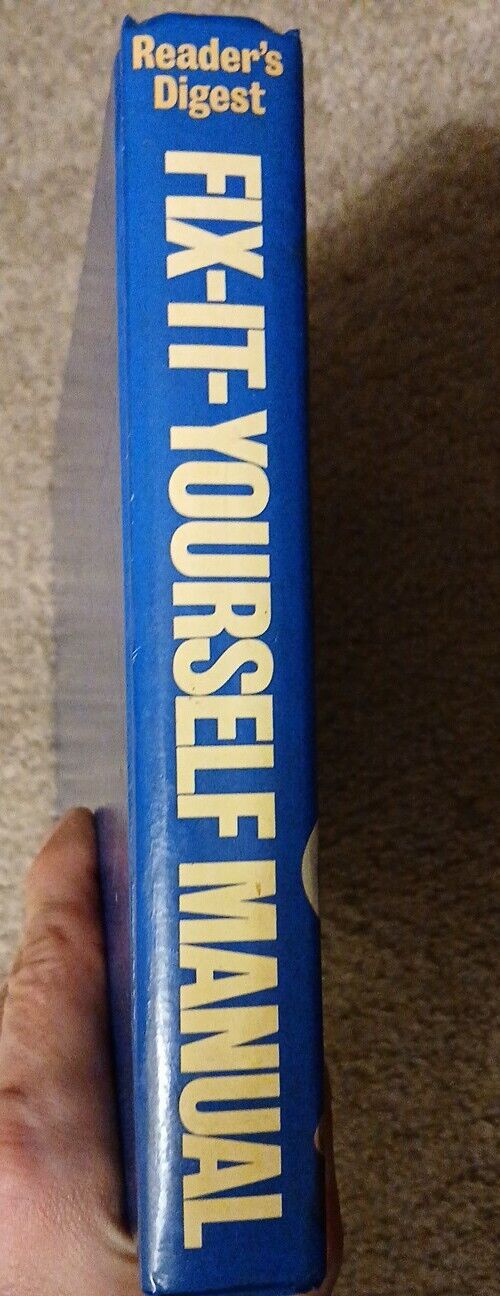 Reader's
Digest
FIX-IT-YOURSELF MANUAL